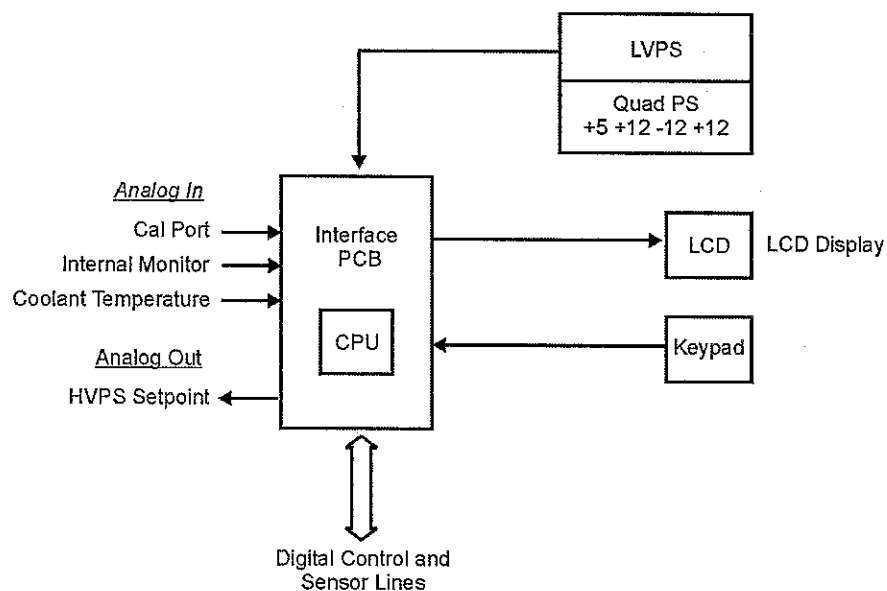 LVPS
Quad PS
+5 +12 -12 +12
Analog In
Cal Port
Internal Monitor
Coolant Temperature
Analog Out
HVPS Setpoint
Interface
PCB
CPU
LCD
LCD Display
Keypad
Digital Control and
Sensor Lines